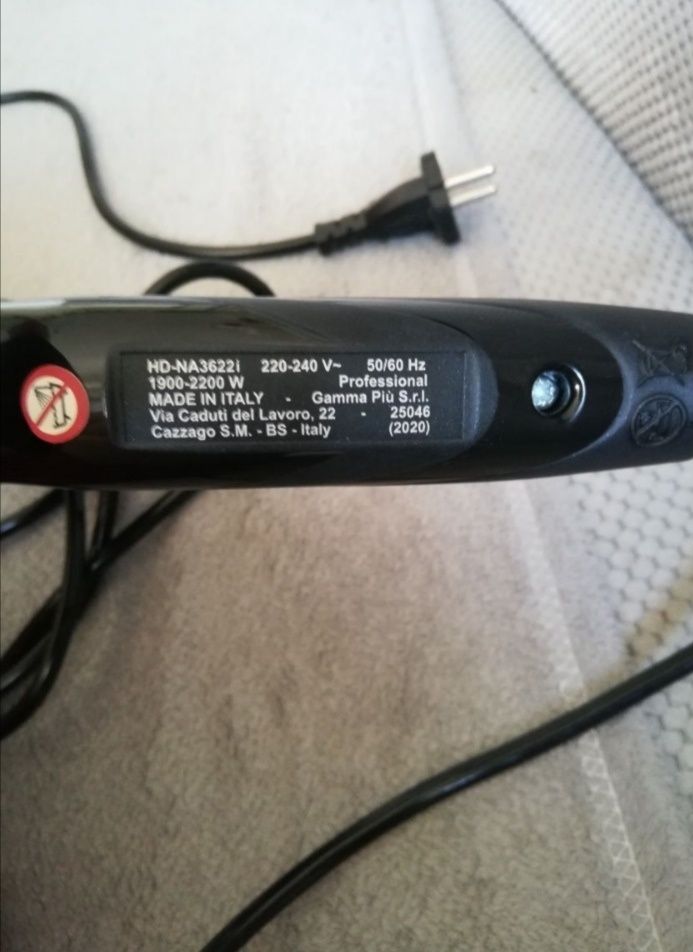 HD-NA3622i 220-240 V~ 50/60 Hz
1900-2200 W Professional
MADE IN ITALY - Gamma Più S.r.l.
Via Caduti del Lavoro, 22 - 25046
Cazzago S.M. - BS - Italy (2020)